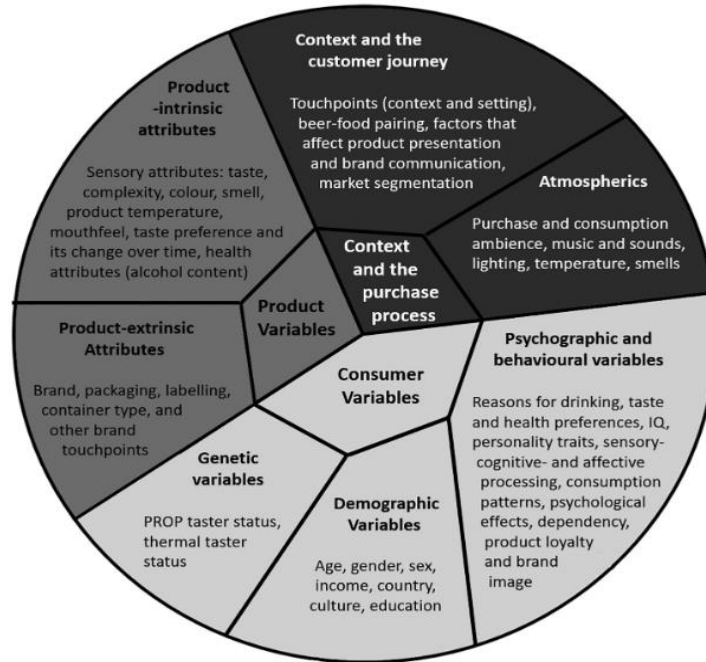 Context and the
customer journey
Touchpoints (context and setting),
beer-food pairing, factors that
affect product presentation
and brand communication,
market segmentation
Product
-intrinsic
attributes
Sensory attributes: taste,
complexity, colour, smell,
product temperature,
mouthfeel, taste preference and
its change over time, health
attributes (alcohol content)
Atmospherics
Purchase and consumption
ambience, music and sounds,
lighting, temperature, smells
Context
and the
purchase
process
Product
Variables
Product-extrinsic
Attributes
Brand, packaging, labelling,
container type, and
other brand
touchpoints
Consumer
Variables
Psychographic and
behavioural variables
Reasons for drinking, taste
and health preferences, IQ,
personality traits, sensory-
cognitive- and affective
processing, consumption
patterns, psychological
effects, dependency,
product loyalty
and brand
image
Genetic
variables
PROP taster status,
thermal taster
status
Demographic
Variables
Age, gender, sex,
income, country,
culture, education